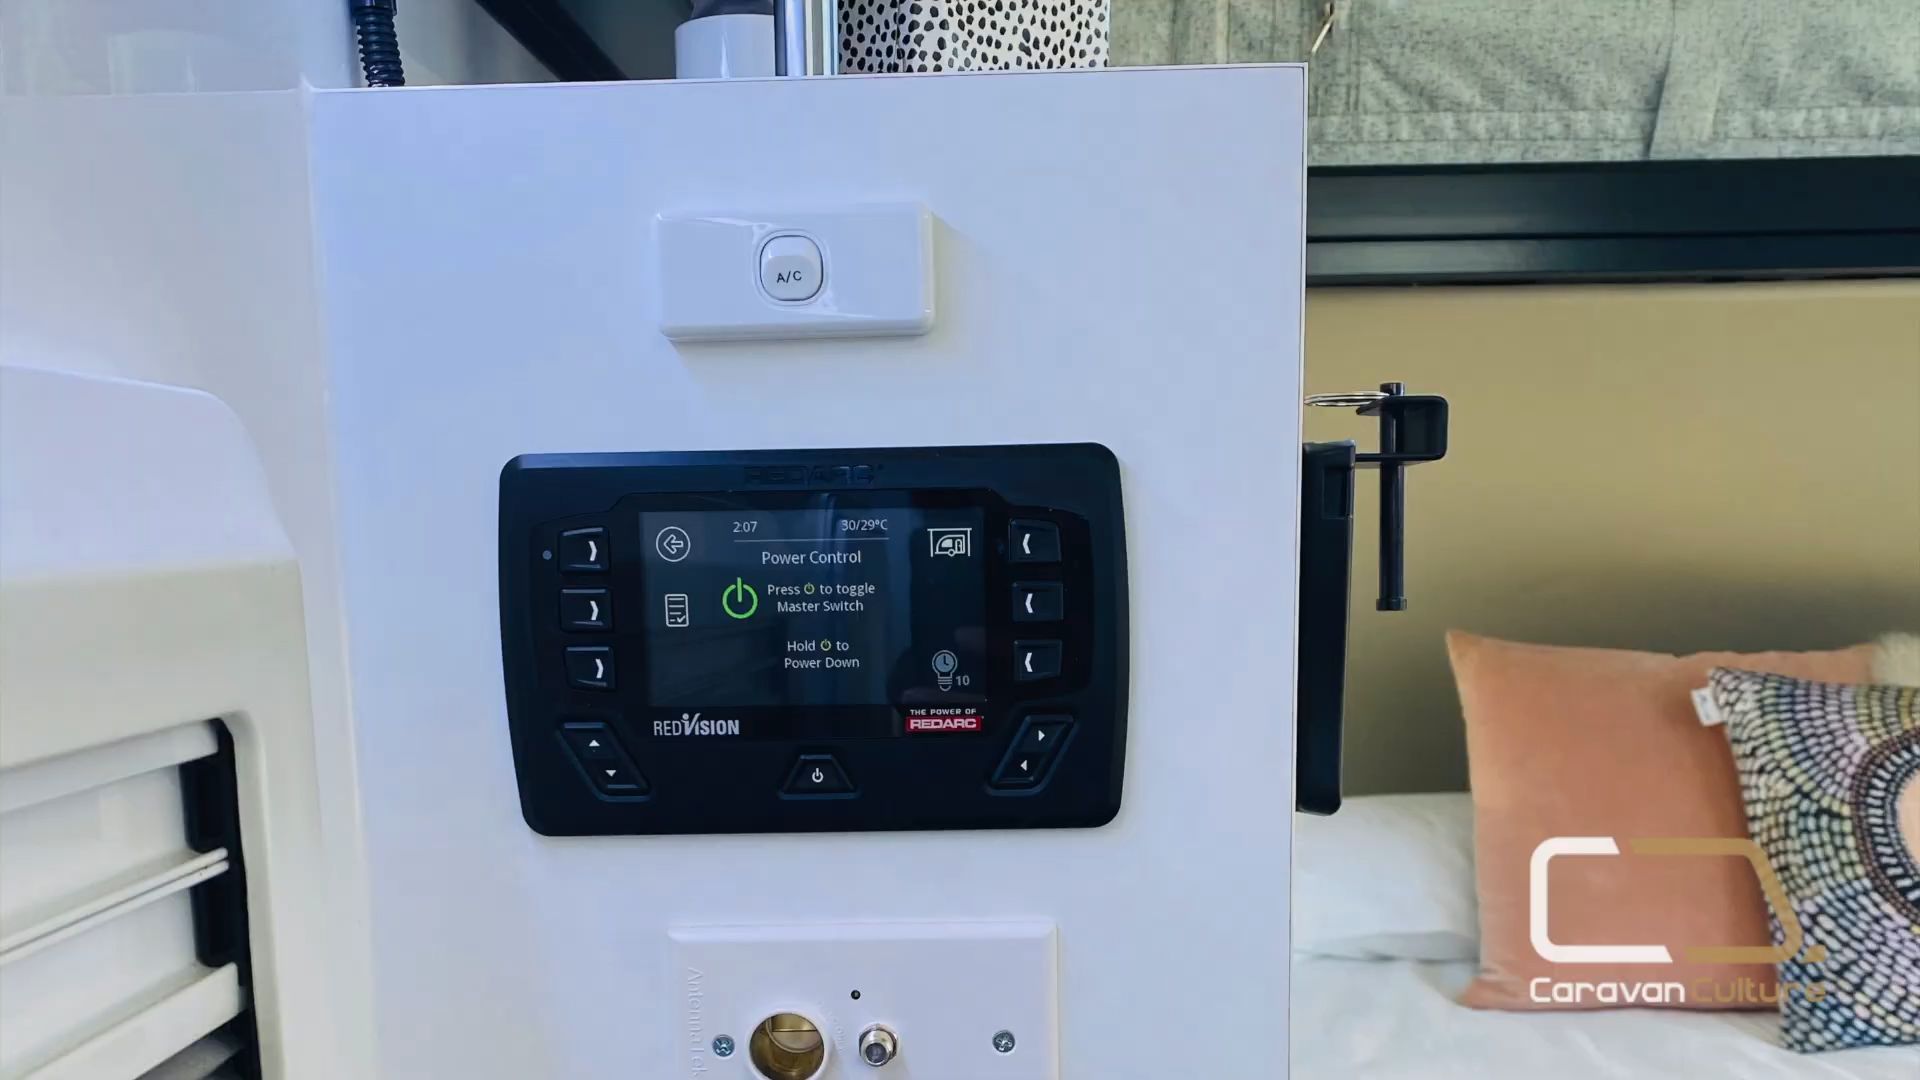 A/C
REDARC
2:07
30/29°C
Power Control
Press to toggle
Master Switch
Hold to
Power Down
10
REDVISION
THE POWER OF
REDARC
Antennatek
Caravan Culture